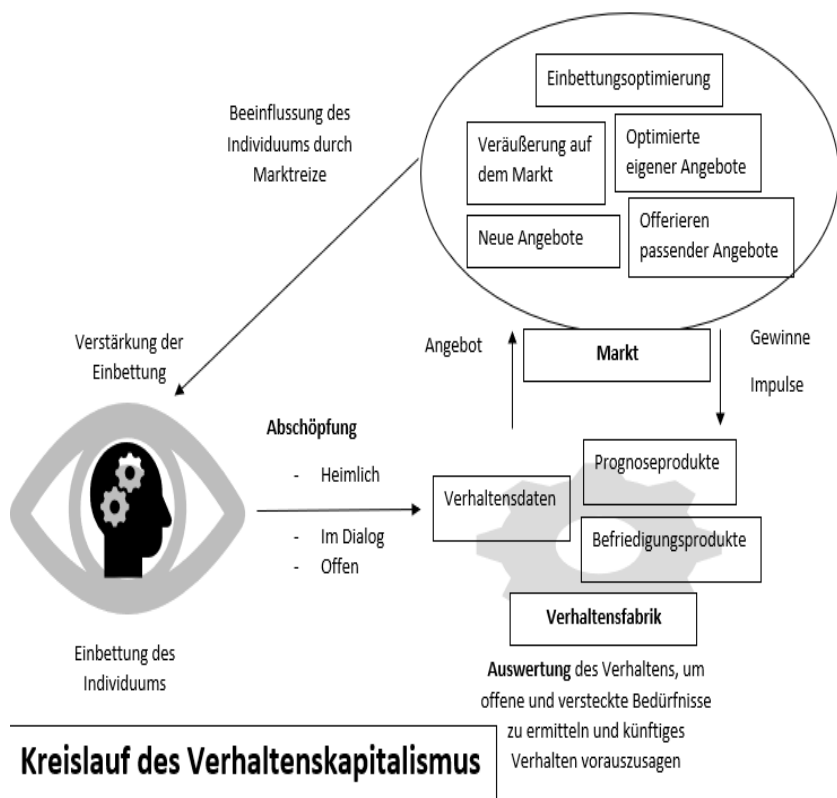 Einbettungsoptimierung
Beeinflussung des
Individuums durch
Marktreize
Veräußerung auf
dem Markt
Optimierte
eigener Angebote
Neue Angebote
Offerieren
passender Angebote
Verstärkung der
Einbettung
Angebot
Markt
Gewinne
Impulse
Abschöpfung
- Heimlich
- Im Dialog
- Offen
Verhaltensdaten
Prognoseprodukte
Befriedigungsprodukte
Verhaltensfabrik
Einbettung des
Individuums
Auswertung des Verhaltens, um
offene und versteckte Bedürfnisse
zu ermitteln und künftiges
Verhalten vorauszusagen
Kreislauf des Verhaltenskapitalismus